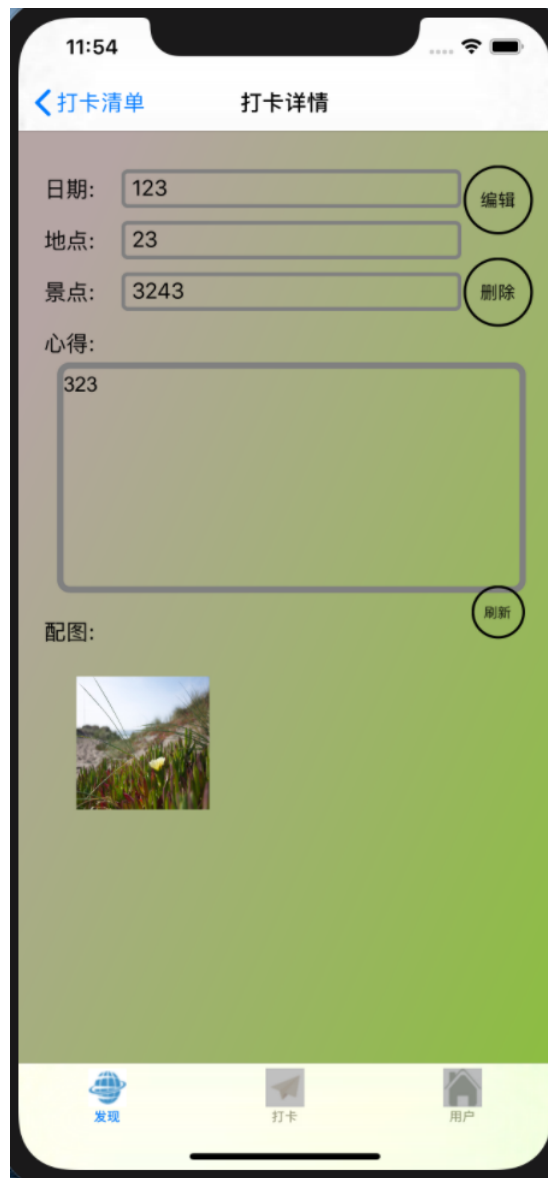 11:54
打卡清单 打卡详情
日期: 123 编辑
地点: 23
景点: 3243 删除
心得:
323
刷新
配图:
发现 打卡 用户